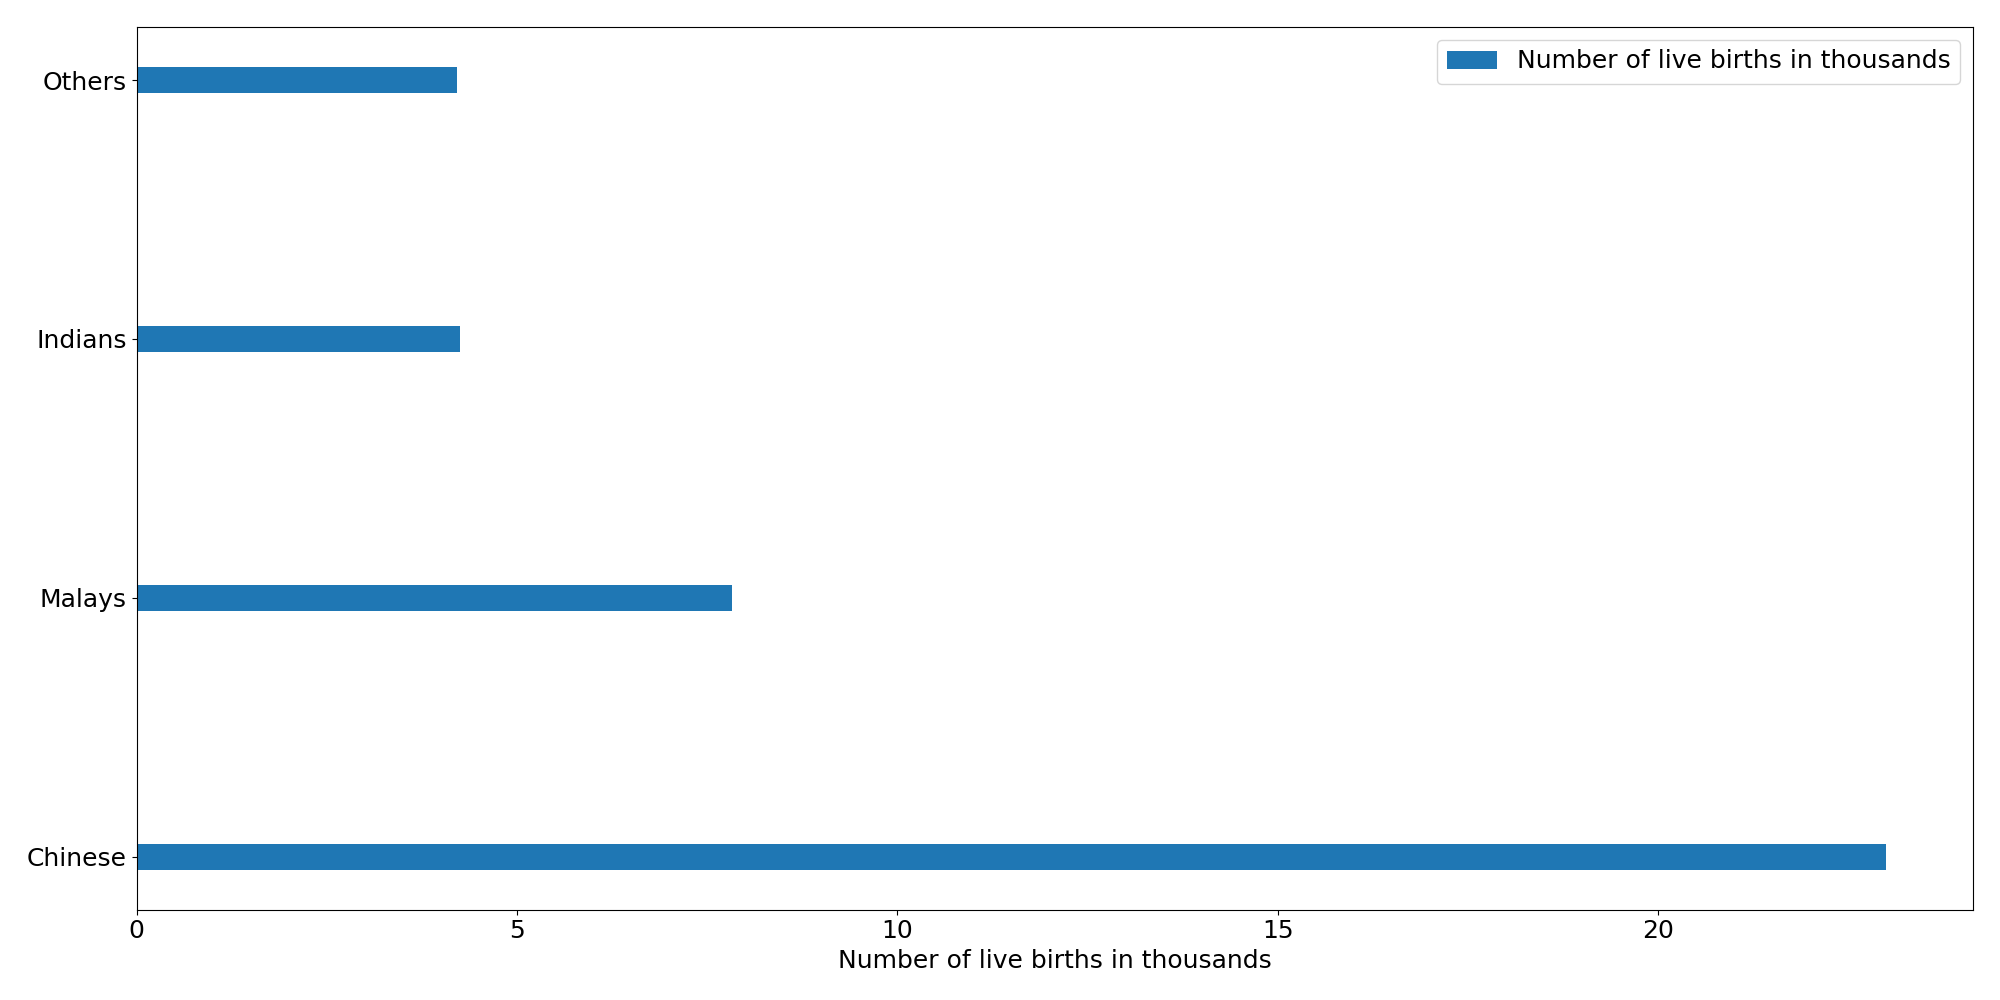 Number of live births in thousands
Others
Indians
Malays
Chinese
0 5 10 15 20
Number of live births in thousands